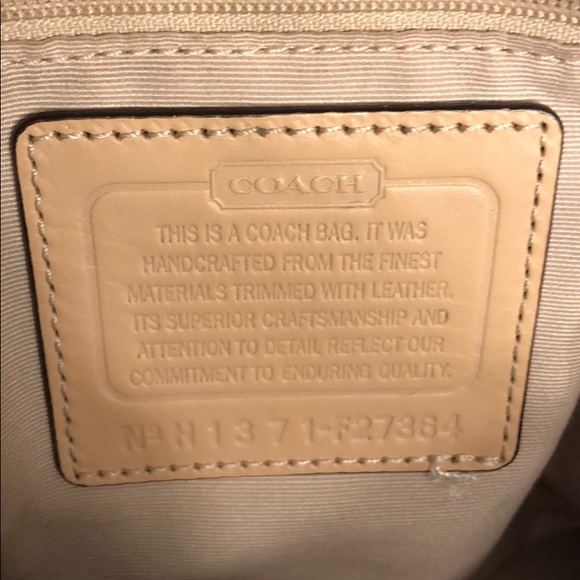 COACH
THIS IS A COACH BAG. IT WAS
HANDCRAFTED FROM THE FINEST
MATERIALS TRIMMED WITH LEATHER.
ITS SUPERIOR CRAFTSMANSHIP AND
ATTENTION TO DETAIL REFLECT OUR
COMMITMENT TO ENDURING QUALITY.
Nº H1371-F27364